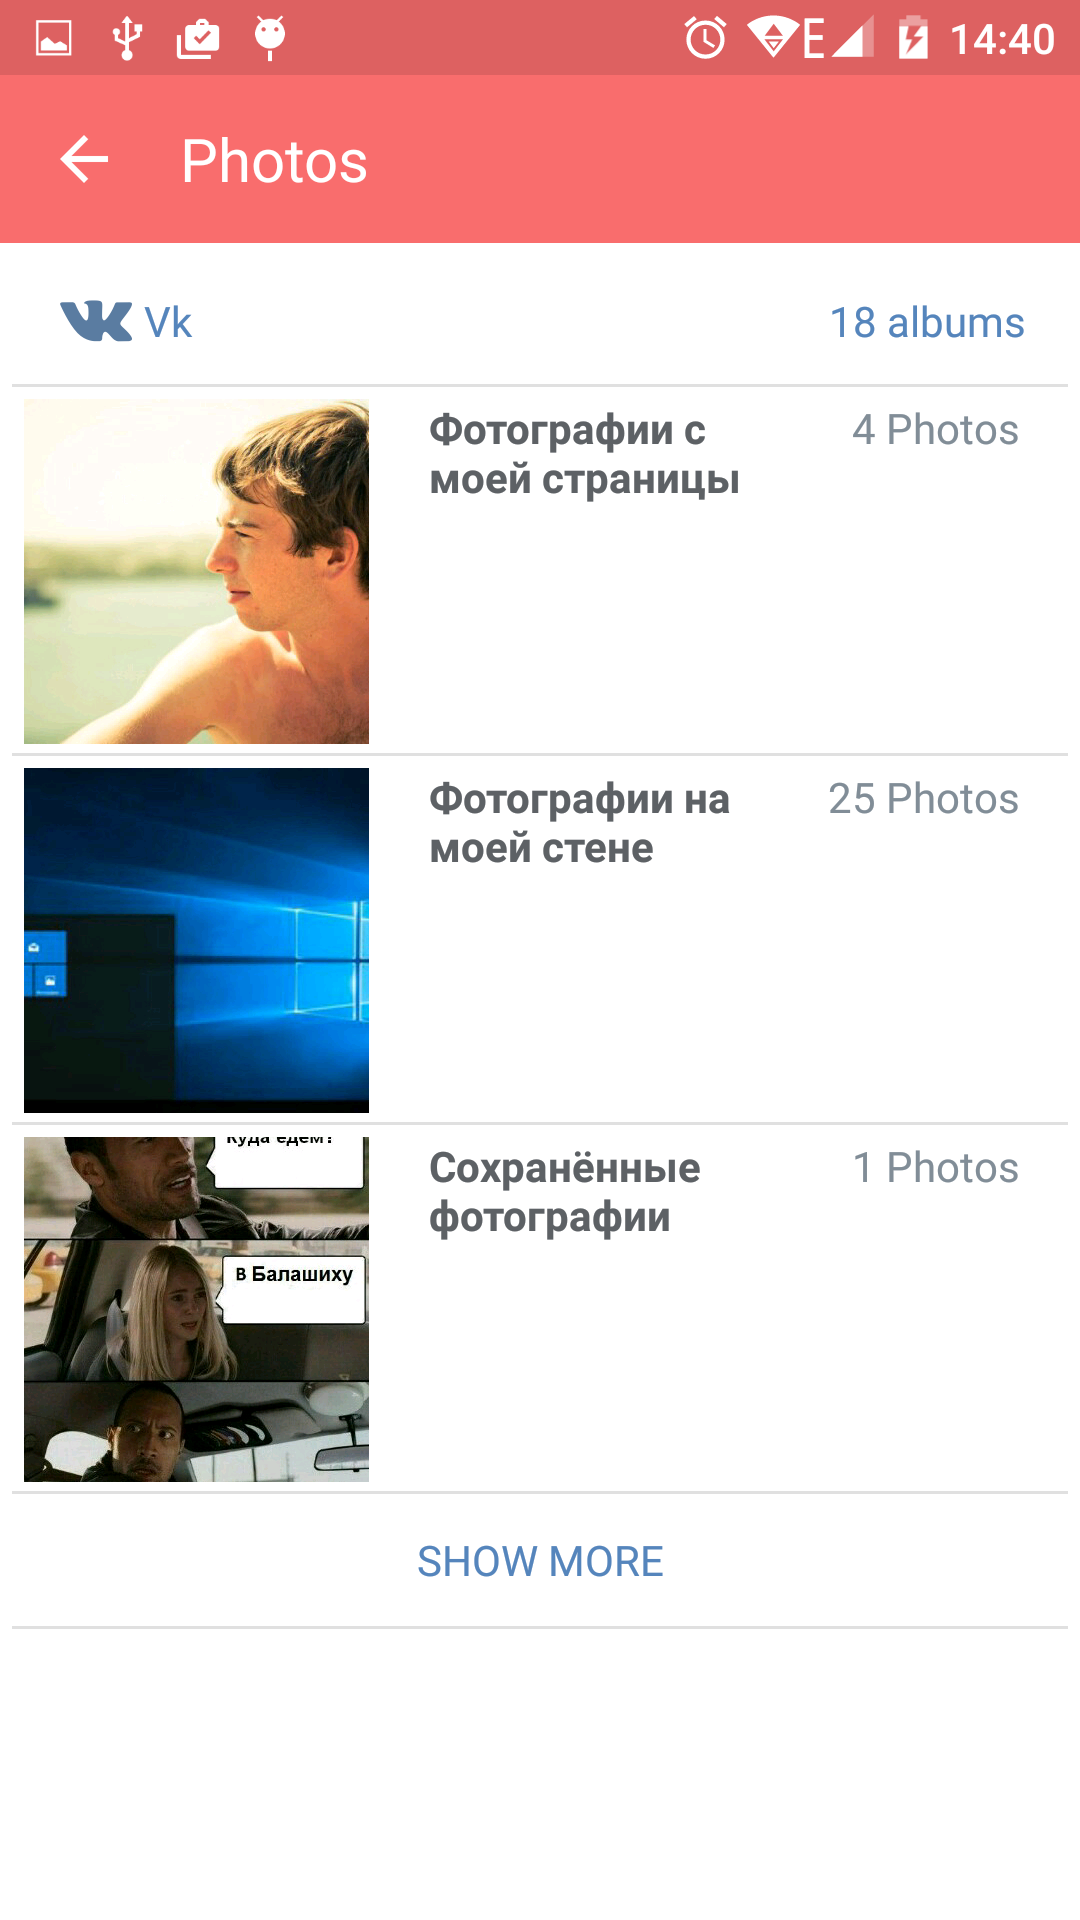 14:40
Photos
Vk 18 albums
Фотографии с 4 Photos
моей страницы
Фотографии на 25 Photos
моей стене
Куда едем?
Сохранённые 1 Photos
фотографии
в Балашиху
SHOW MORE